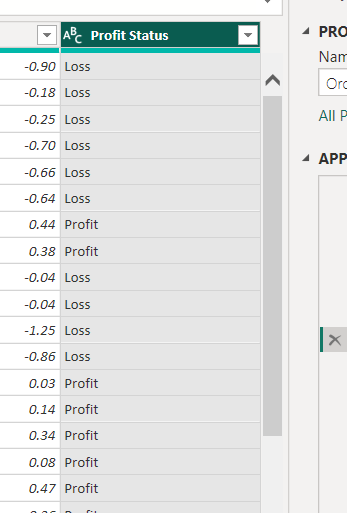 ABC Profit Status
-0.90 Loss
-0.18 Loss
-0.25 Loss
-0.70 Loss
-0.66 Loss
-0.64 Loss
0.44 Profit
0.38 Profit
-0.04 Loss
-0.04 Loss
-1.25 Loss
-0.86 Loss
0.03 Profit
0.14 Profit
0.34 Profit
0.08 Profit
0.47 Profit
PRO
Nam
Orc
All P
APP